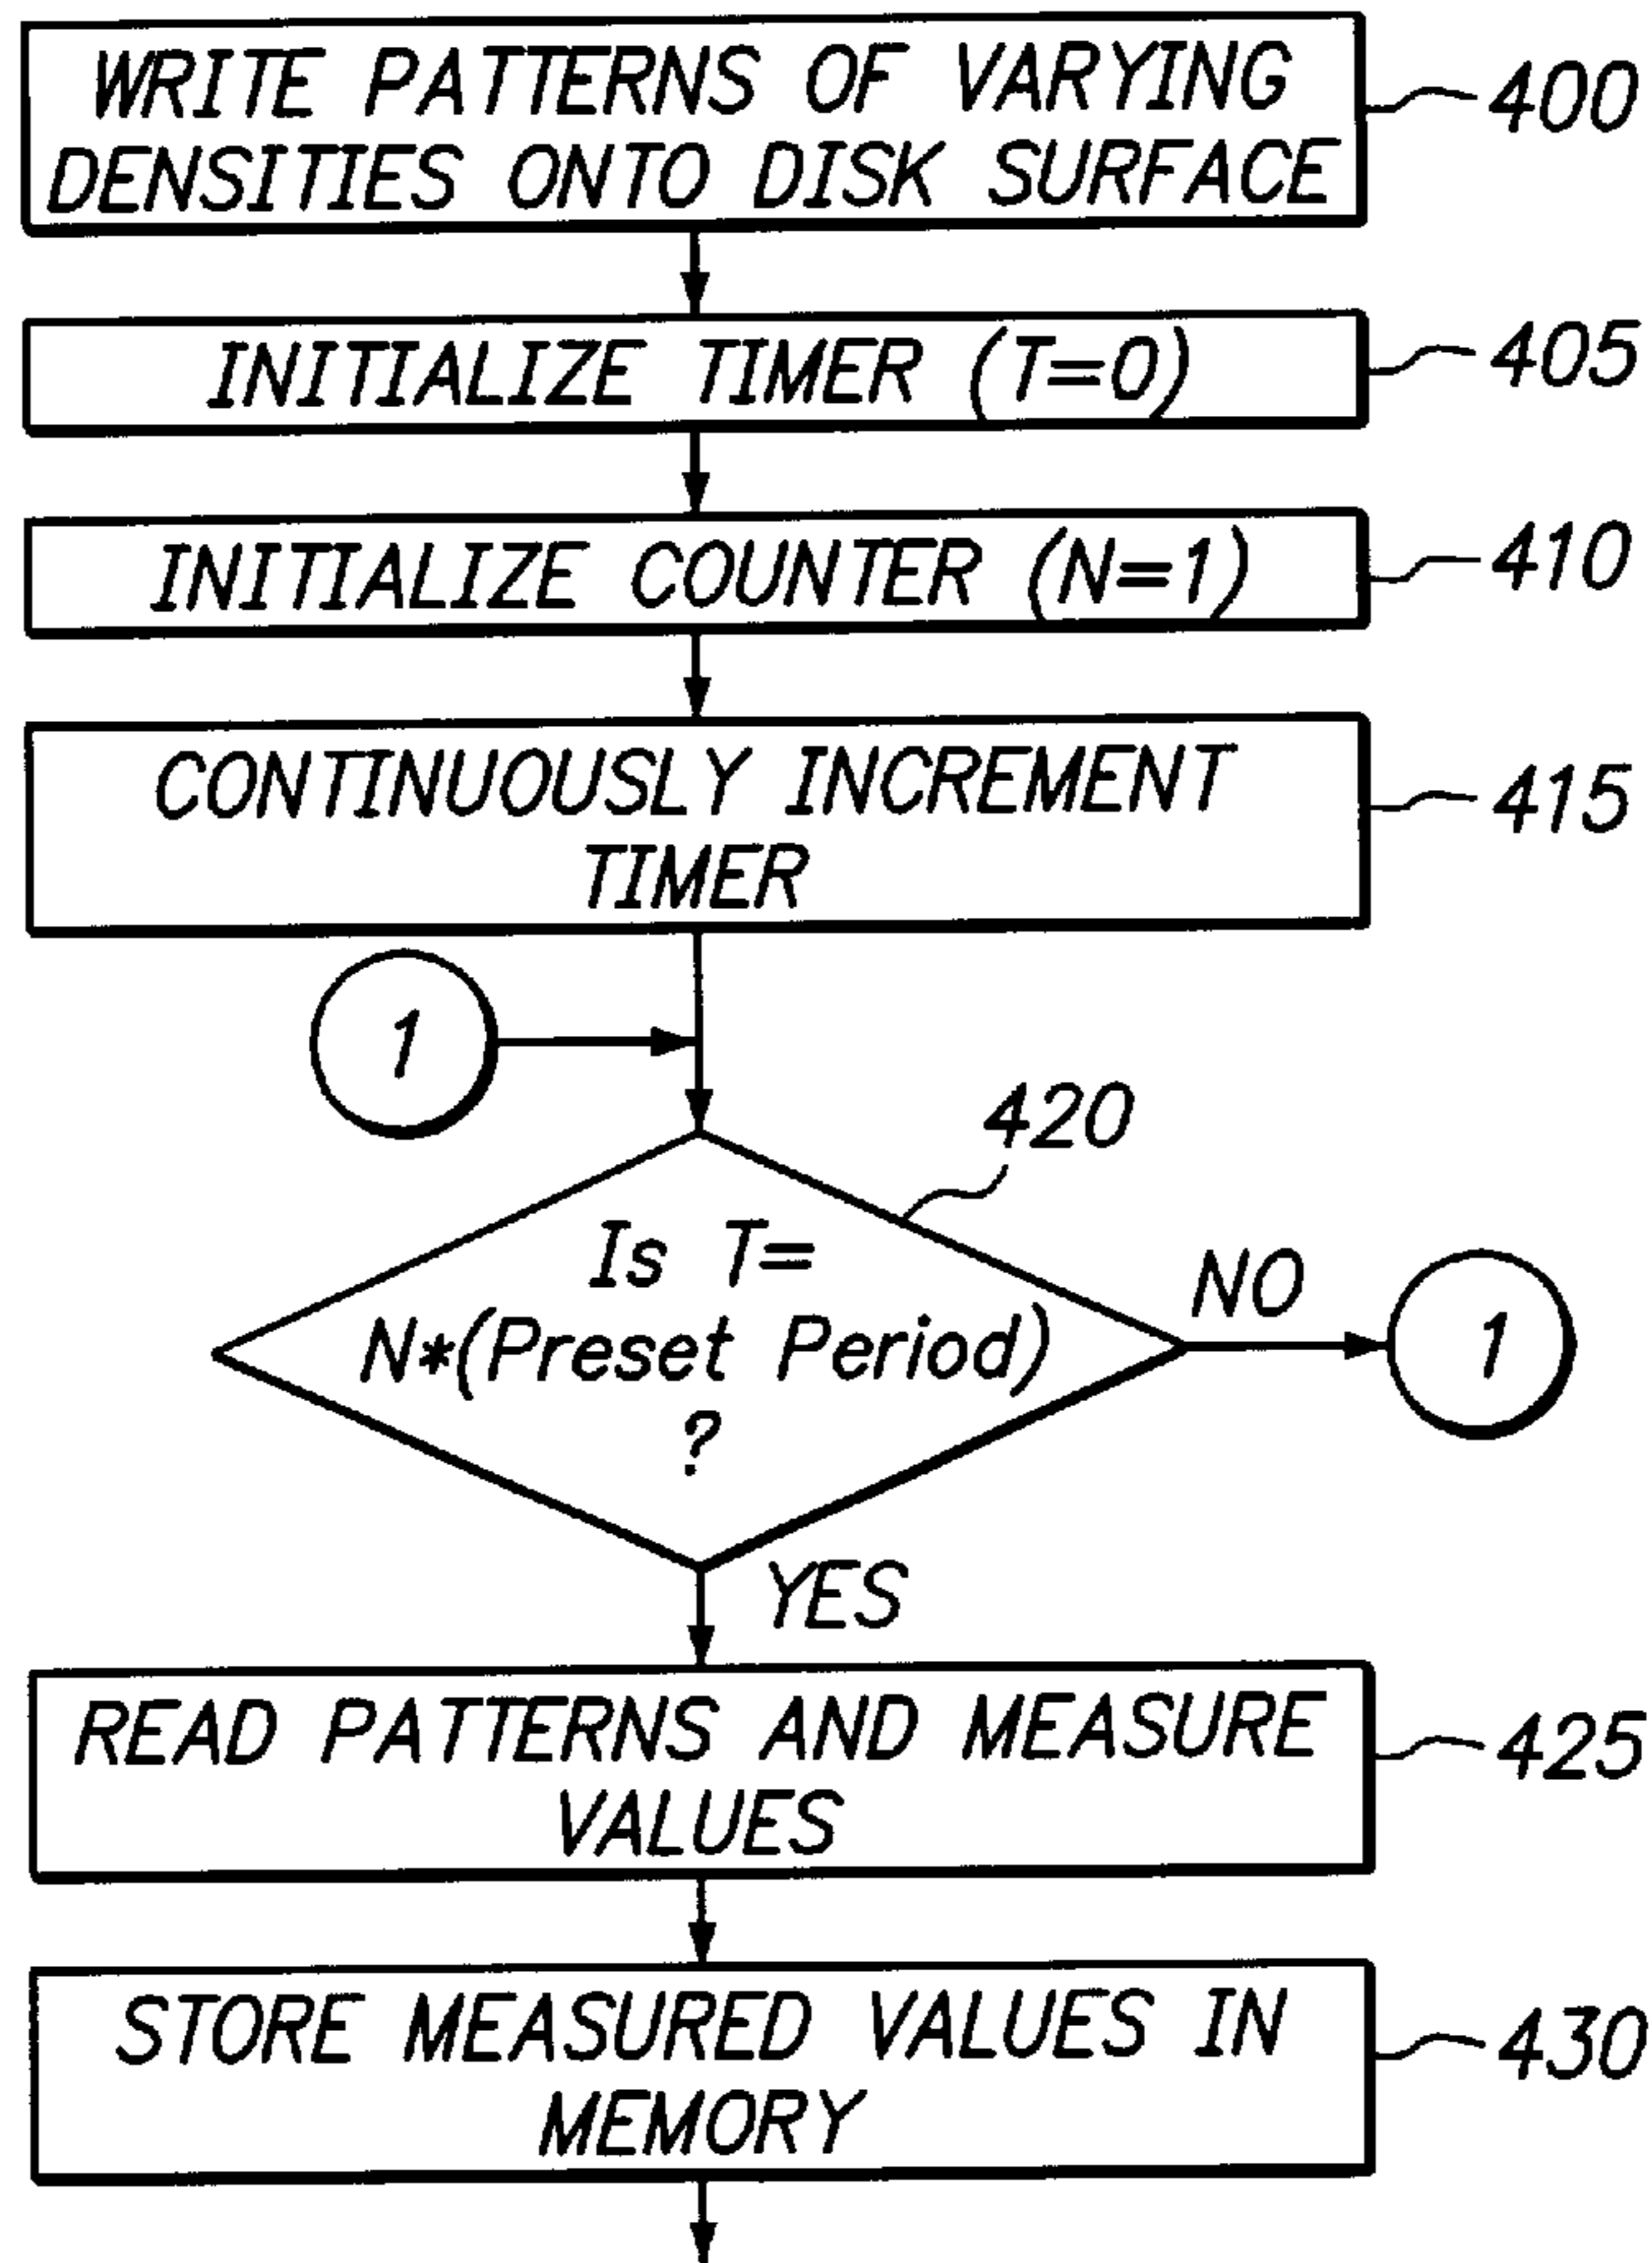 WRITE PATTERNS OF VARYING
DENSITIES ONTO DISK SURFACE
400
INITIALIZE TIMER (T=0)
405
INITIALIZE COUNTER (N=1)
410
CONTINUOUSLY INCREMENT
TIMER
415
1
420
Is T=
N*(Preset Period)
?
NO
1
YES
READ PATTERNS AND MEASURE
VALUES
425
STORE MEASURED VALUES IN
MEMORY
430